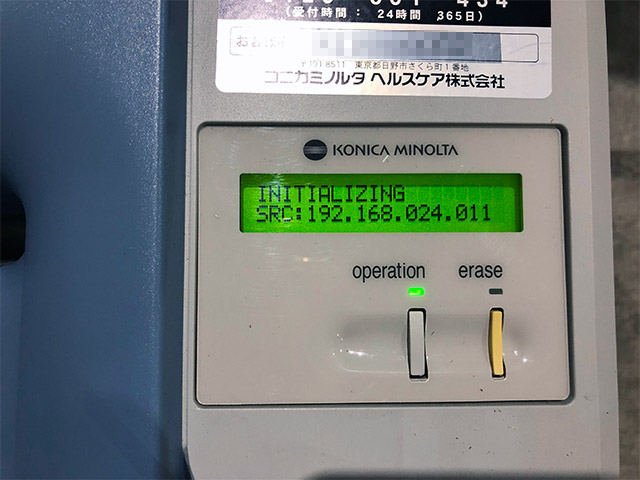 (受付時間: 24時間 365日)
〒191-8511 東京都日野市さくら町1番地
コニカミノルタ ヘルスケア株式会社
KONICA MINOLTA
INITIALIZING
SRC:192.168.024.011
operation erase